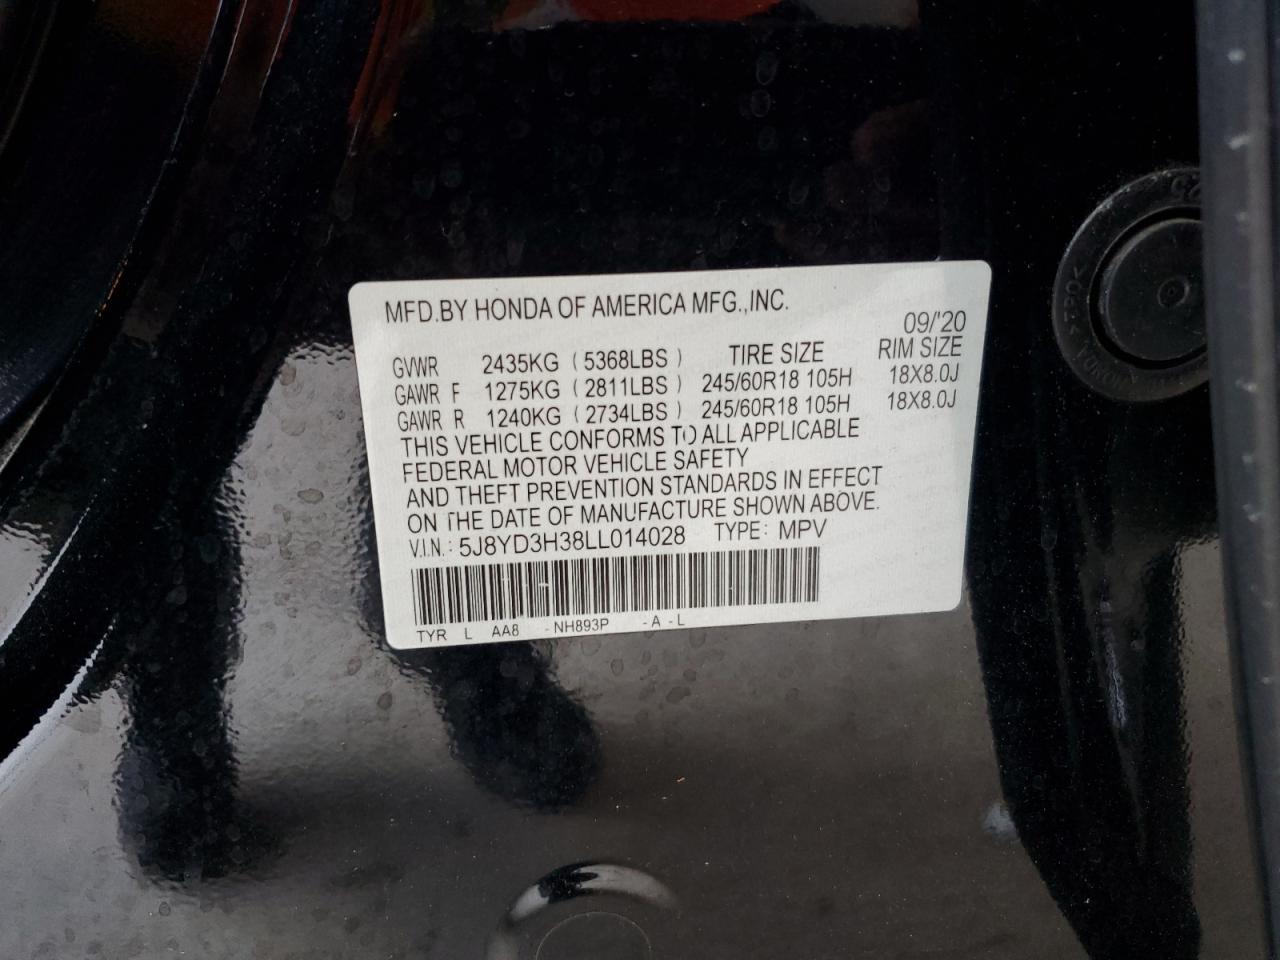 MFD.BY HONDA OF AMERICA MFG.,INC.
09/'20
GVWR 2435KG ( 5368LBS ) TIRE SIZE RIM SIZE
GAWR F 1275KG ( 2811LBS ) 245/60R18 105H 18X8.0J
GAWR R 1240KG ( 2734LBS ) 245/60R18 105H 18X8.0J
THIS VEHICLE CONFORMS TO ALL APPLICABLE
FEDERAL MOTOR VEHICLE SAFETY
AND THEFT PREVENTION STANDARDS IN EFFECT
ON THE DATE OF MANUFACTURE SHOWN ABOVE.
V.I.N.: 5J8YD3H38LL014028 TYPE: MPV
TYR L AA8 -NH893P -A-L